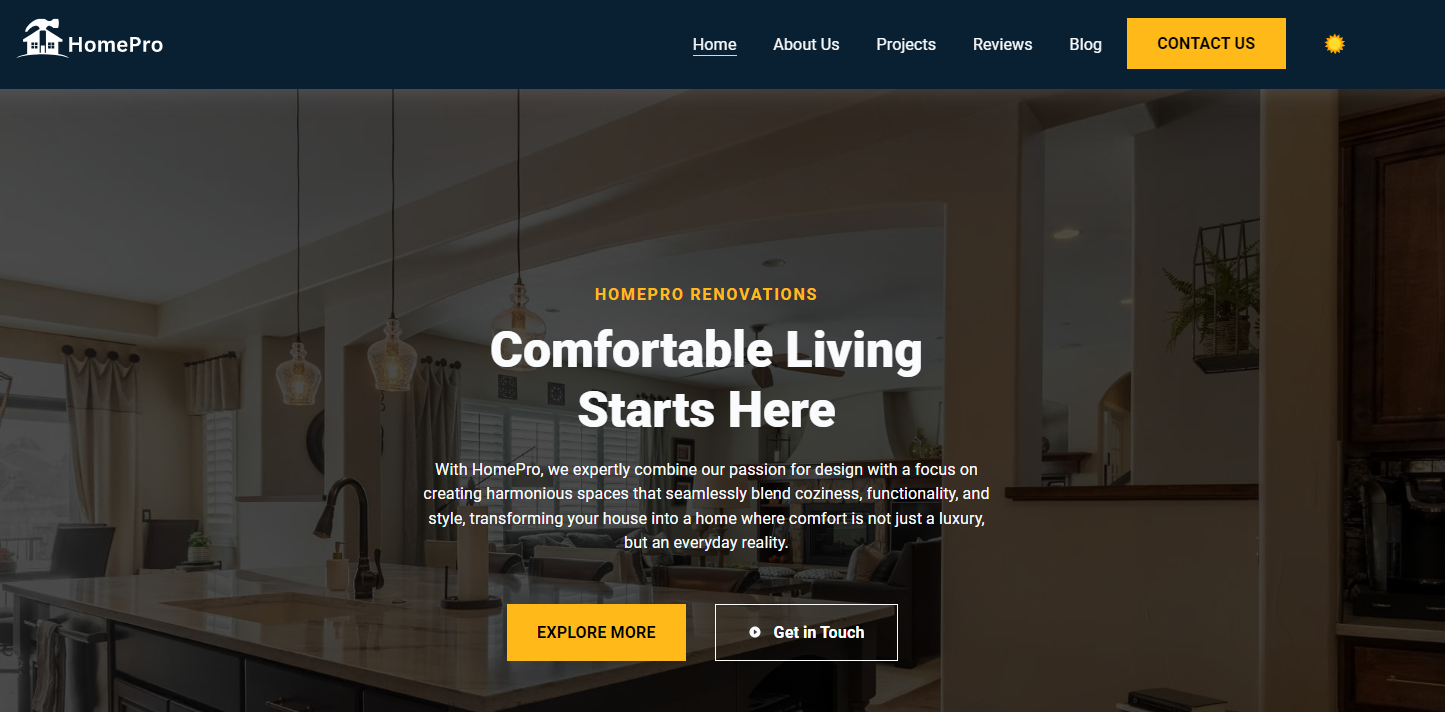 HomePro
Home
About Us
Projects
Reviews
Blog
CONTACT US
HOMEPRO RENOVATIONS
Comfortable Living
Starts Here
With HomePro, we expertly combine our passion for design with a focus on
creating harmonious spaces that seamlessly blend coziness, functionality, and
style, transforming your house into a home where comfort is not just a luxury,
but an everyday reality.
EXPLORE MORE
Get in Touch